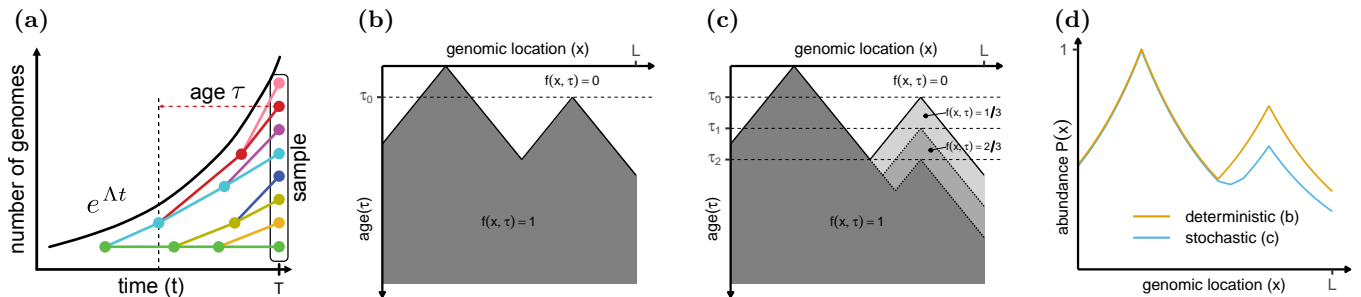 (a)
number of genomes
e^{Λt}
age τ
sample
time (t)
T
(b)
genomic location (x)
L
τ₀
f(x, τ) = 0
age(τ)
f(x, τ) = 1
(c)
genomic location (x)
L
f(x, τ) = 0
τ₀
f(x, τ) = 1/3
τ₁
f(x, τ) = 2/3
τ₂
age(τ)
f(x, τ) = 1
(d)
1
abundance P(x)
deterministic (b)
stochastic (c)
genomic location (x)
L